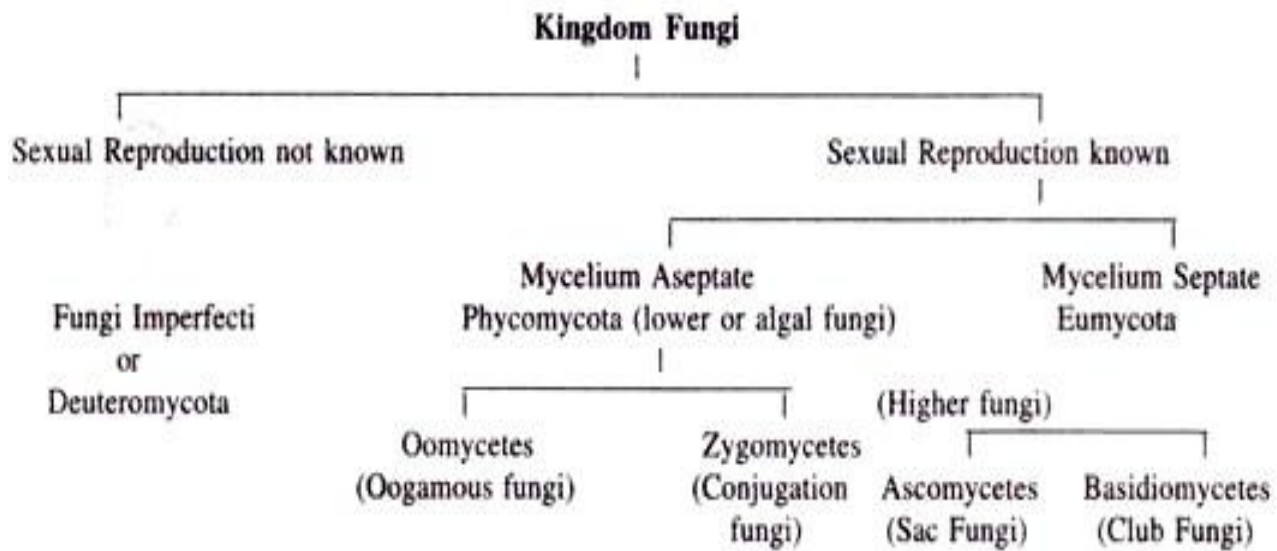 Kingdom Fungi
Sexual Reproduction not known
Sexual Reproduction known
Fungi Imperfecti
or
Deuteromycota
Mycelium Aseptate
Phycomycota (lower or algal fungi)
Mycelium Septate
Eumycota
Oomycetes
(Oogamous fungi)
Zygomycetes
(Conjugation
fungi)
(Higher fungi)
Ascomycetes
(Sac Fungi)
Basidiomycetes
(Club Fungi)